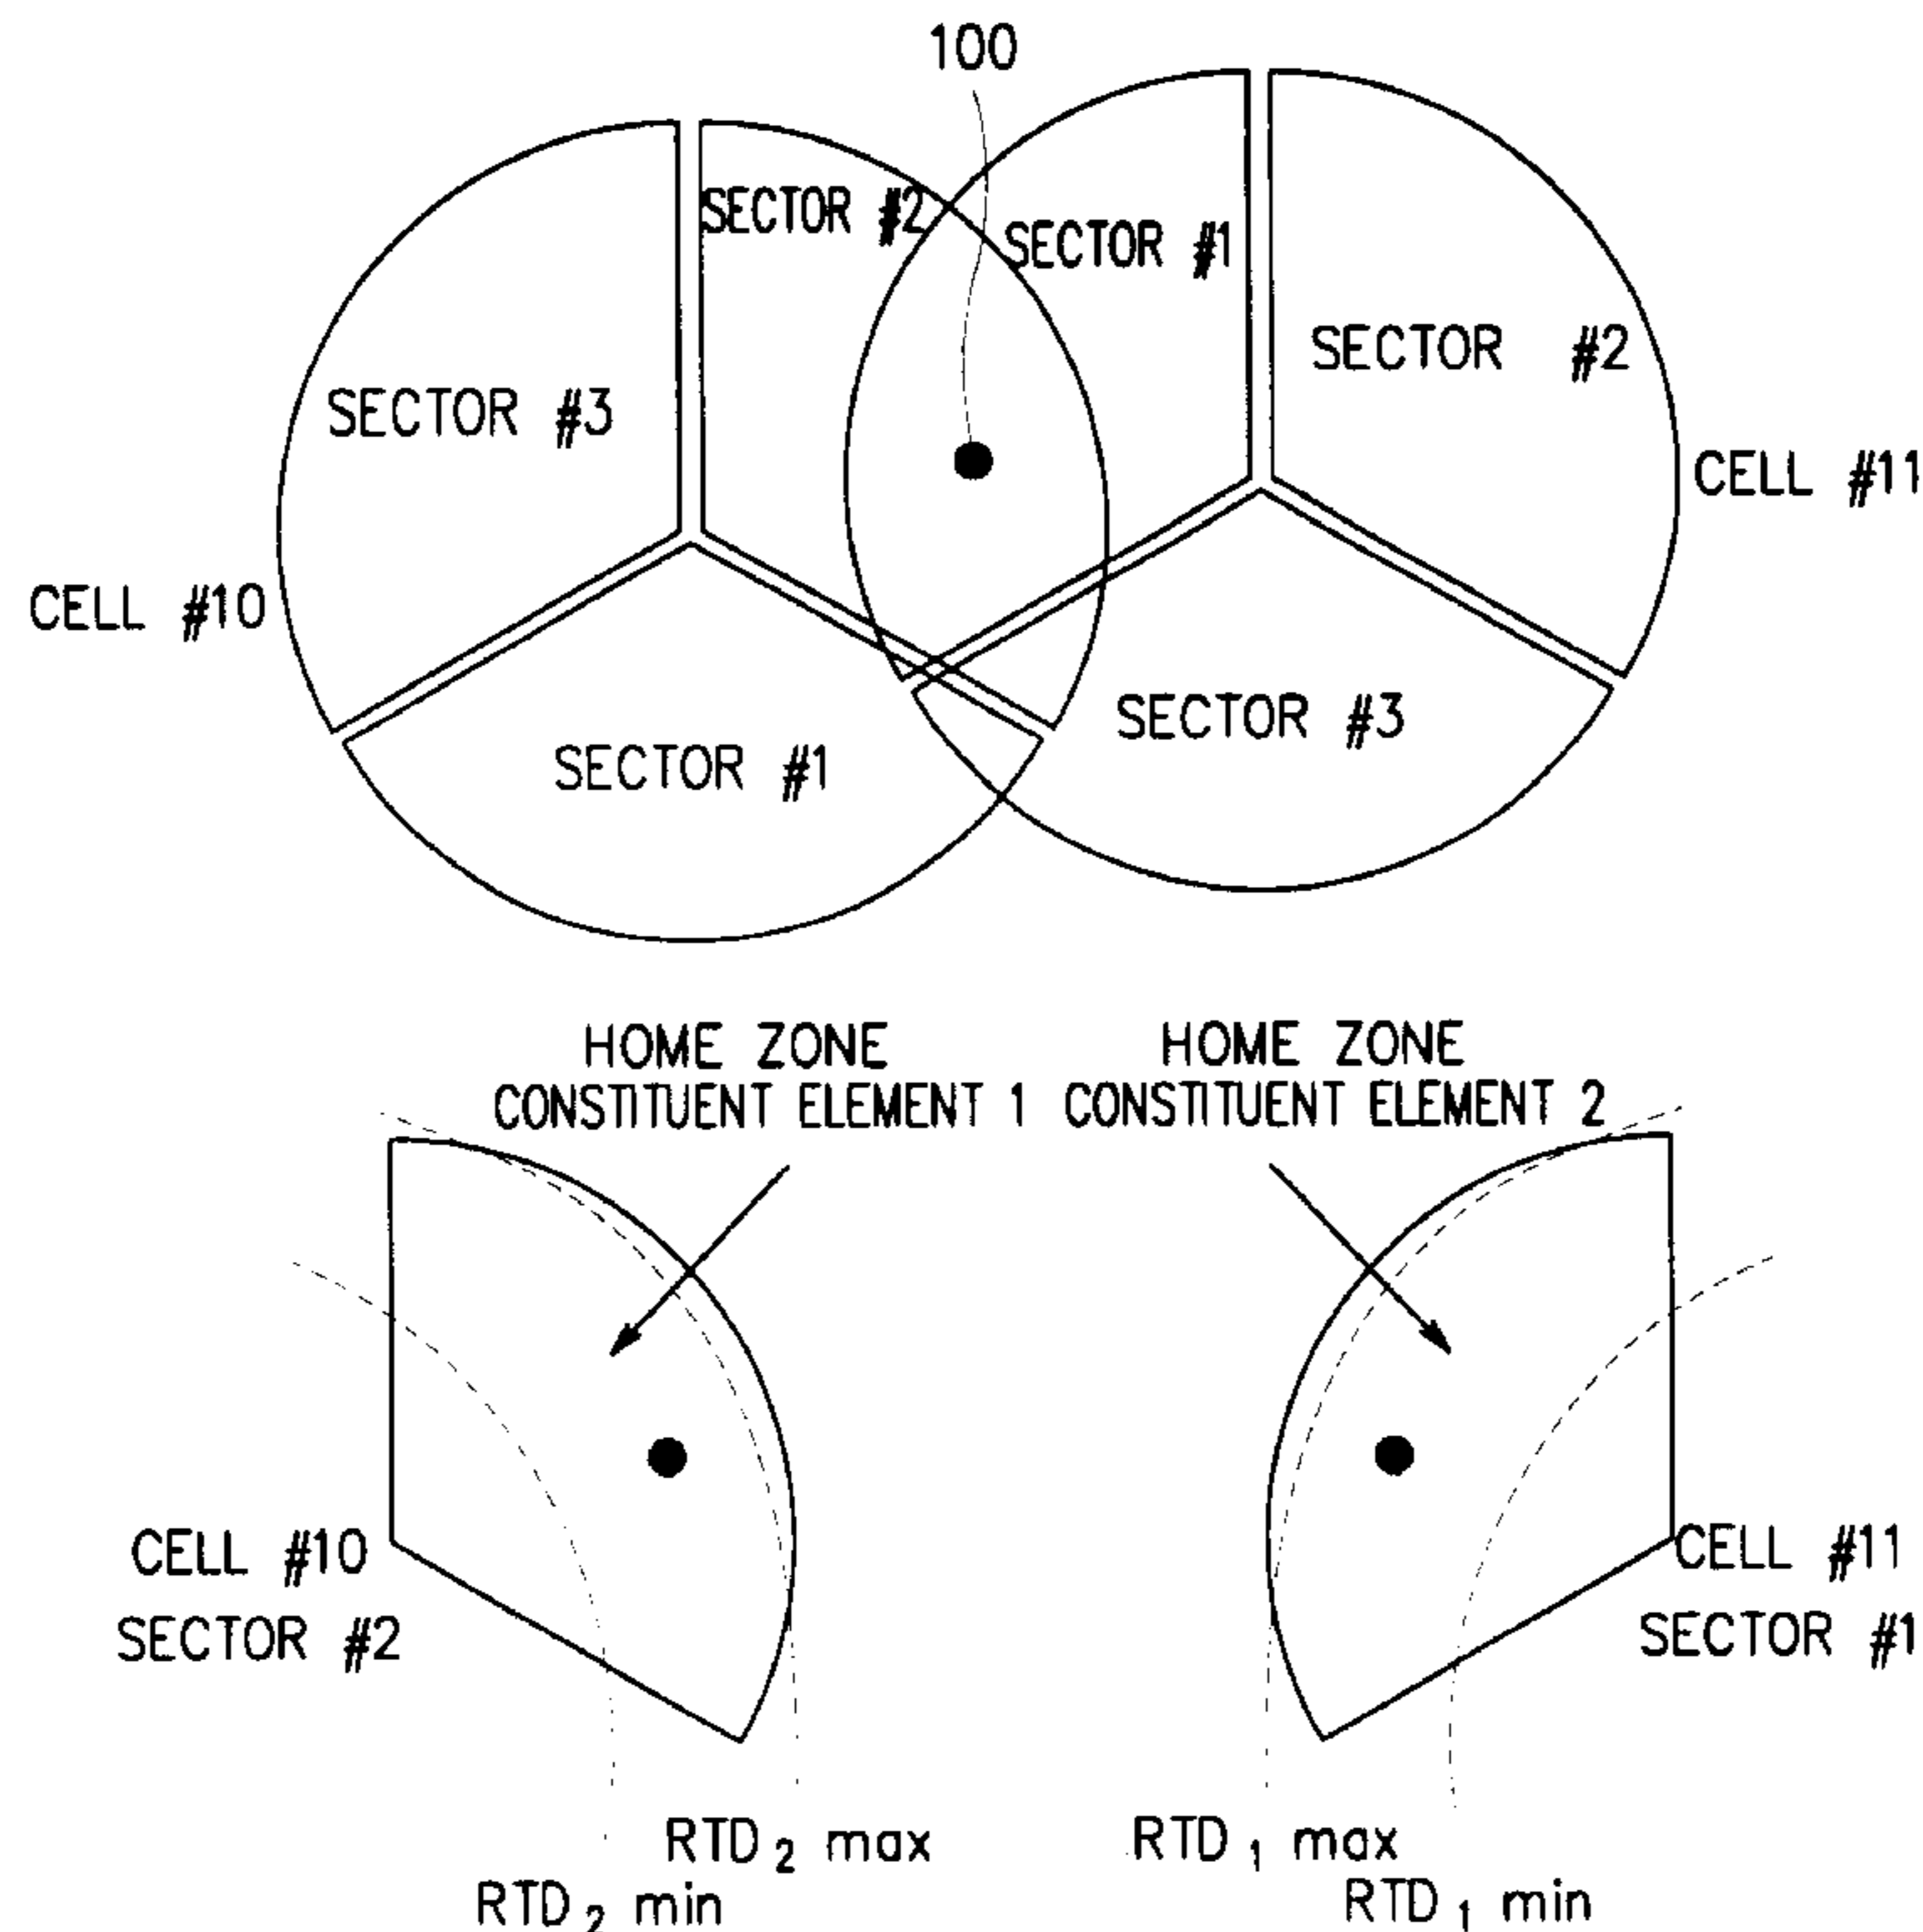 100
SECTOR #2
SECTOR #1
SECTOR #2
SECTOR #3
CELL #11
CELL #10
SECTOR #3
SECTOR #1
HOME ZONE
CONSTITUENT ELEMENT 1
HOME ZONE
CONSTITUENT ELEMENT 2
CELL #10
SECTOR #2
CELL #11
SECTOR #1
RTD 2 max
RTD 2 min
RTD 1 max
RTD 1 min